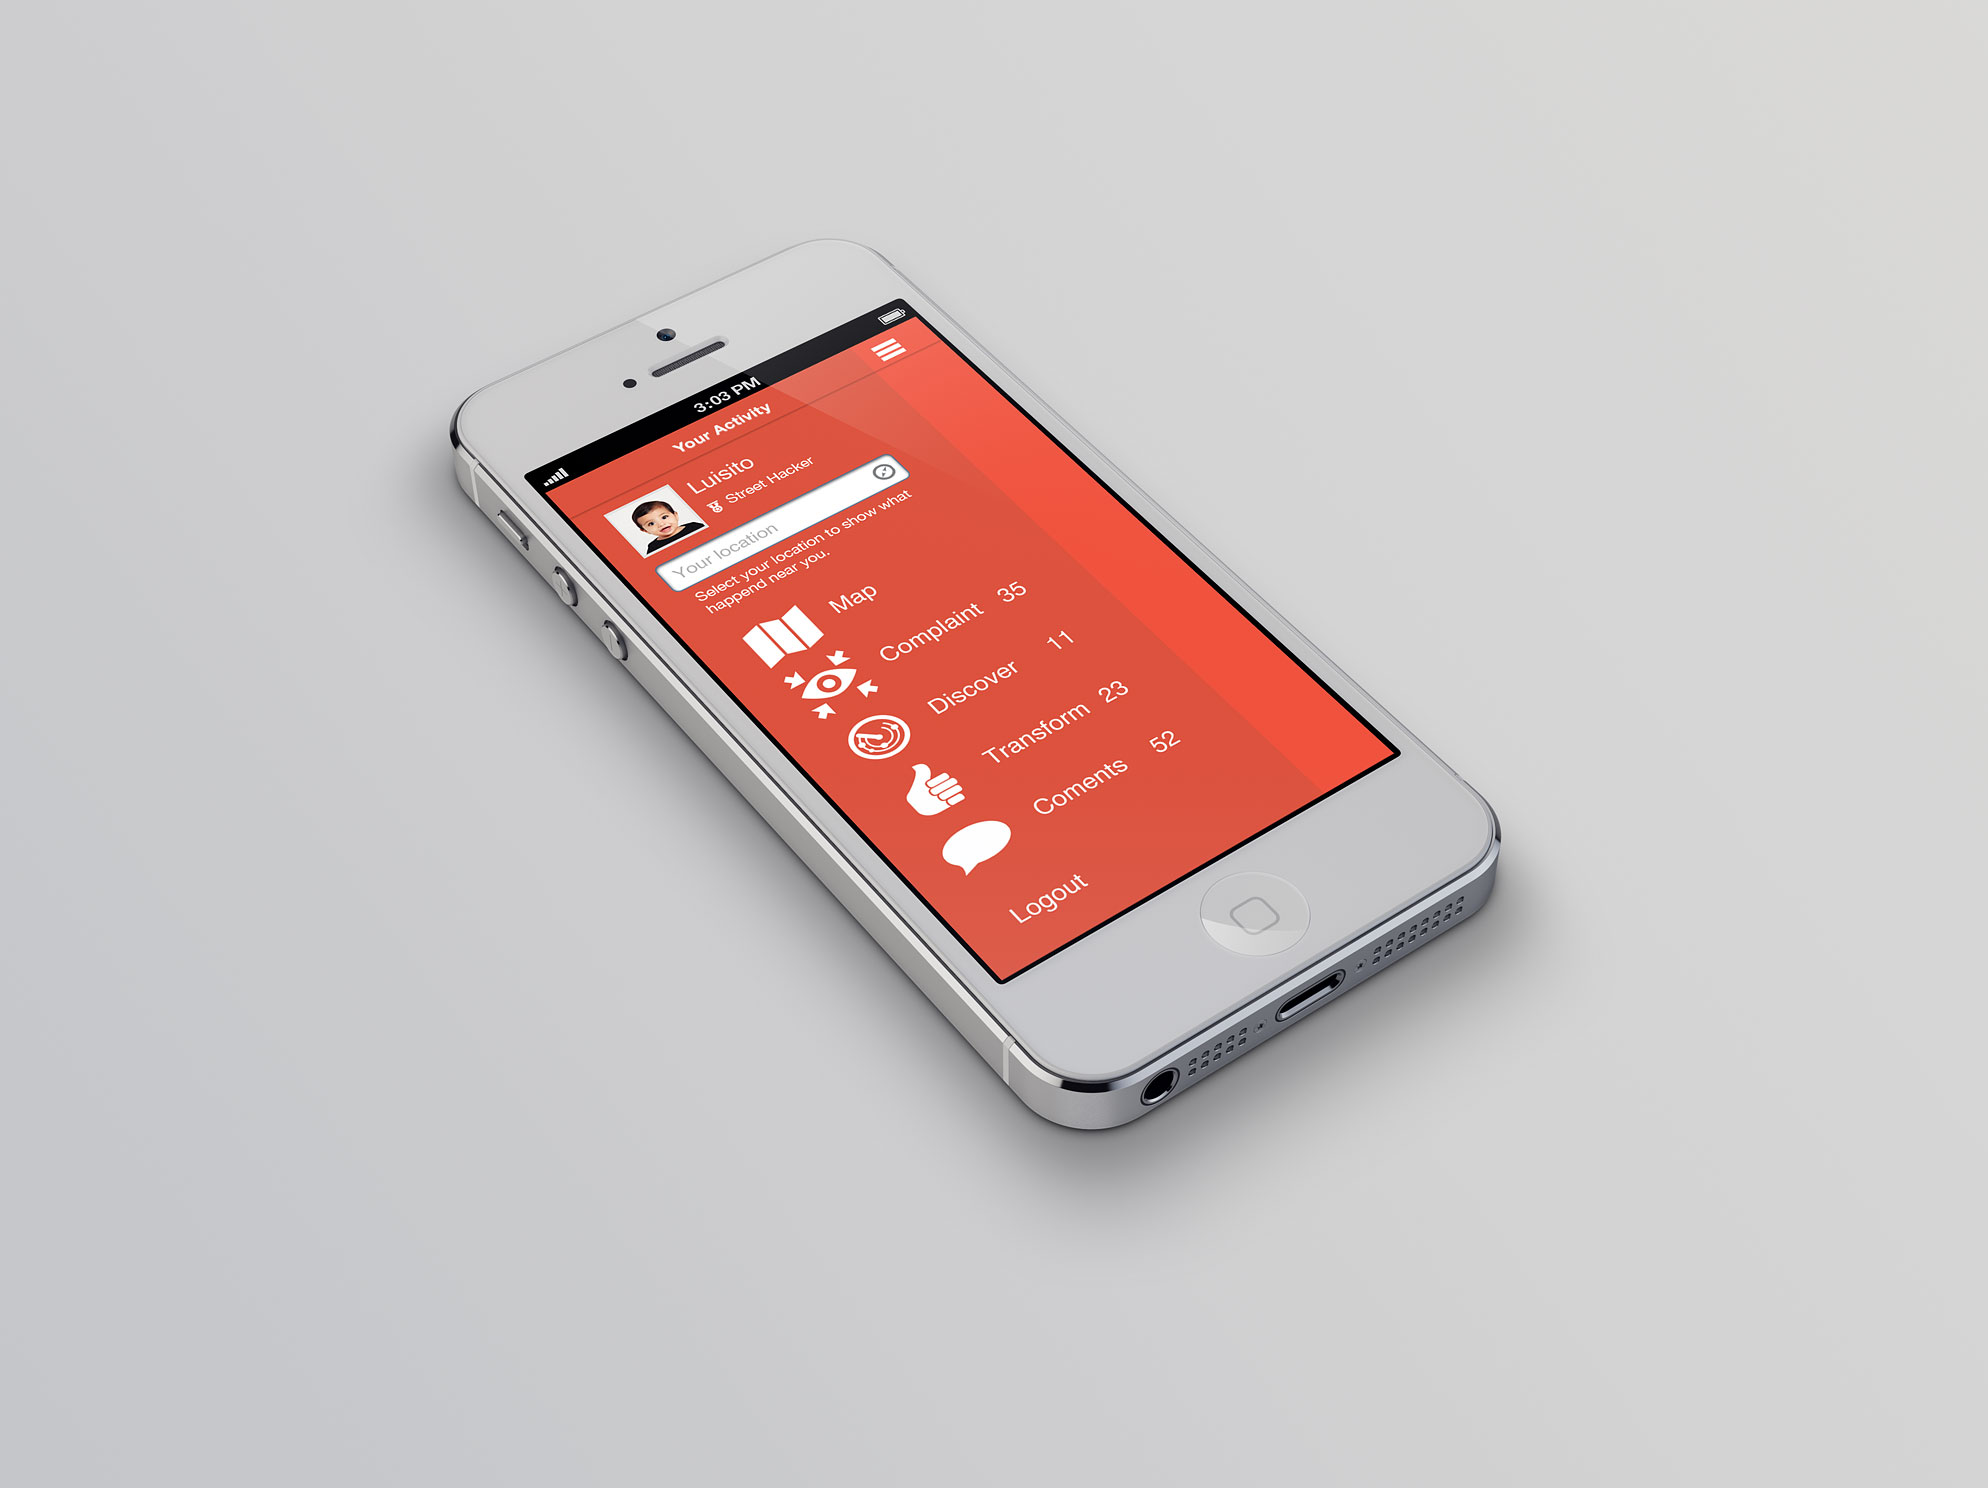 3:03 PM
Your Activity
Luisito
Street Hacker
Your location
Select your location to show what
happend near you.
Map
Complaint 35
Discover 11
Transform 23
Coments 52
Logout